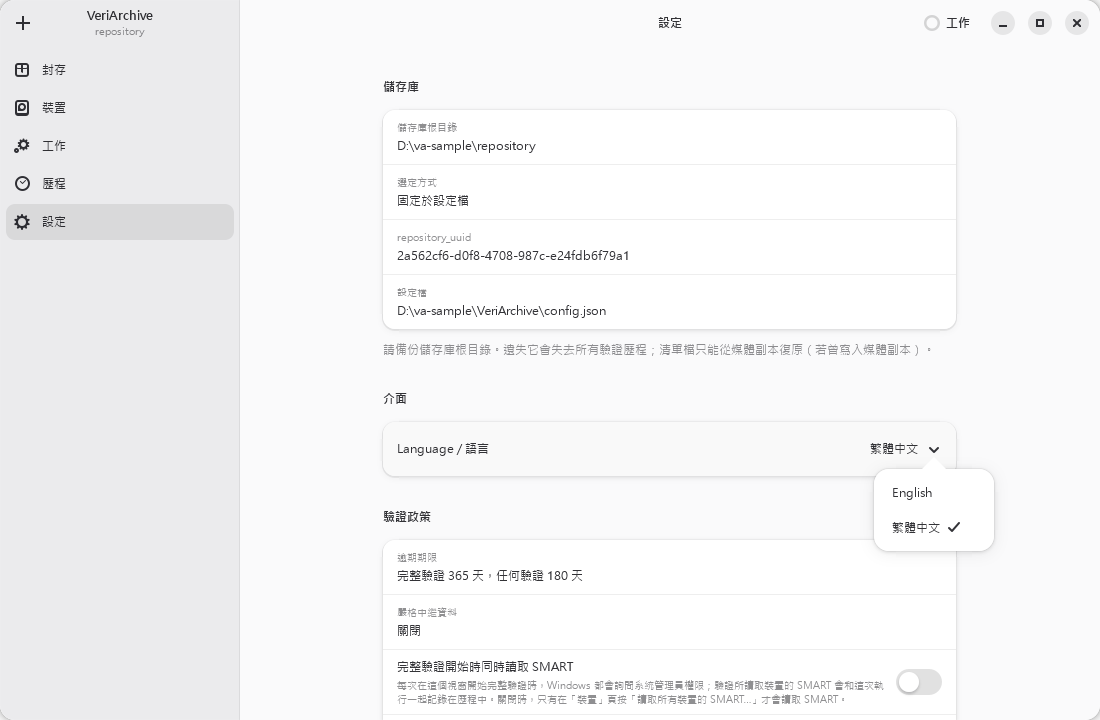 VeriArchive
repository
封存
裝置
工作
歷程
設定
設定
工作
儲存庫
儲存庫根目錄
D:\va-sample\repository
選定方式
固定於設定檔
repository_uuid
2a562cf6-d0f8-4708-987c-e24fdb6f79a1
設定檔
D:\va-sample\VeriArchive\config.json
請備份儲存庫根目錄。遺失它會失去所有驗證歷程；清單檔只能從媒體副本復原（若曾寫入媒體副本）。
介面
Language / 語言
繁體中文
English
繁體中文
驗證政策
逾期期限
完整驗證 365 天，任何驗證 180 天
嚴格中繼資料
關閉
完整驗證開始時同時讀取 SMART
每次在這個視窗開始完整驗證時，Windows 都會詢問系統管理員權限；驗證所讀取裝置的 SMART 會和這次執
行一起記錄在歷程中。關閉時，只有在「裝置」頁按「讀取所有裝置的 SMART…」才會讀取 SMART。